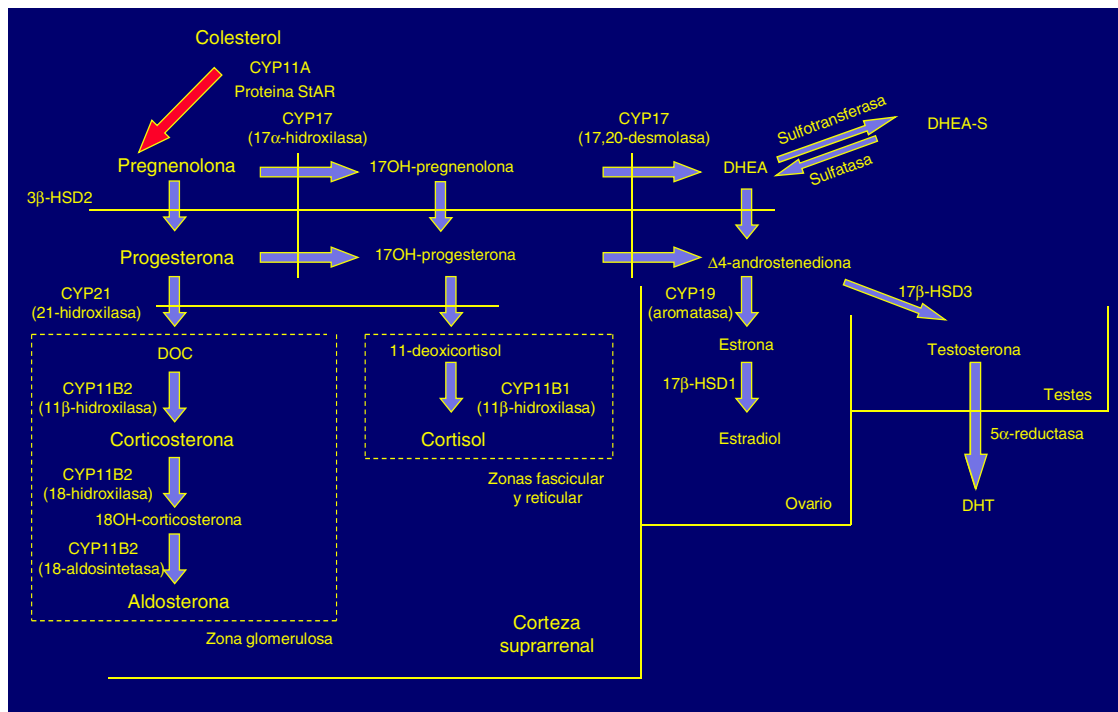 Colesterol
CYP11A
Proteina StAR
CYP17
(17α-hidroxilasa)
CYP17
(17,20-desmolasa)
Sulfotransferasa
DHEA-S
Sulfatasa
Pregnenolona
17OH-pregnenolona
DHEA
3β-HSD2
Progesterona
17OH-progesterona
Δ4-androstenediona
CYP21
(21-hidroxilasa)
CYP19
(aromatasa)
17β-HSD3
DOC
11-deoxicortisol
Estrona
Testosterona
CYP11B2
(11β-hidroxilasa)
CYP11B1
(11β-hidroxilasa)
17β-HSD1
Testes
Corticosterona
Cortisol
Estradiol
5α-reductasa
CYP11B2
(18-hidroxilasa)
Zonas fascicular
y reticular
Ovario
DHT
18OH-corticosterona
CYP11B2
(18-aldosintetasa)
Aldosterona
Zona glomerulosa
Corteza
suprarrenal